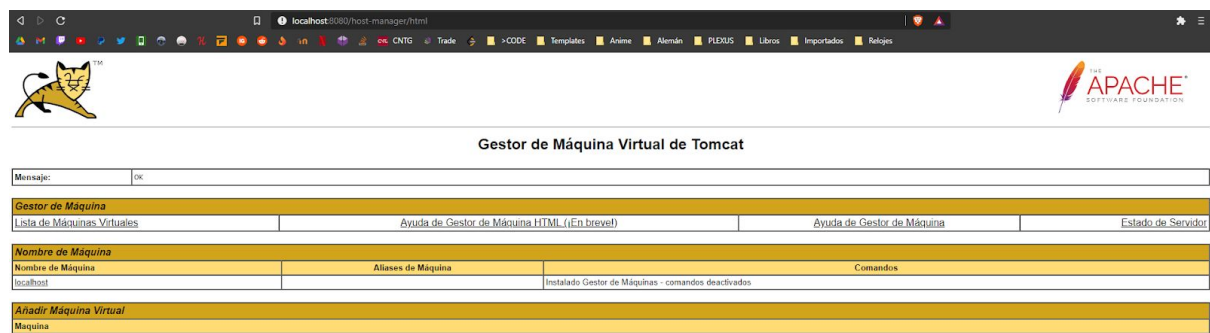 localhost:8080/host-manager/html
CNTG Trade >CODE Templates Anime Alemán PLEXUS Libros Importados Relojes
TM
THE
APACHE
SOFTWARE FOUNDATION
Gestor de Máquina Virtual de Tomcat
Mensaje: OK
Gestor de Máquina
Lista de Máquinas Virtuales Ayuda de Gestor de Máquina HTML (¡En breve!) Ayuda de Gestor de Máquina Estado de Servidor
Nombre de Máquina
Nombre de Máquina Aliases de Máquina Comandos
localhost Instalado Gestor de Máquinas - comandos deactivados
Añadir Máquina Virtual
Maquina